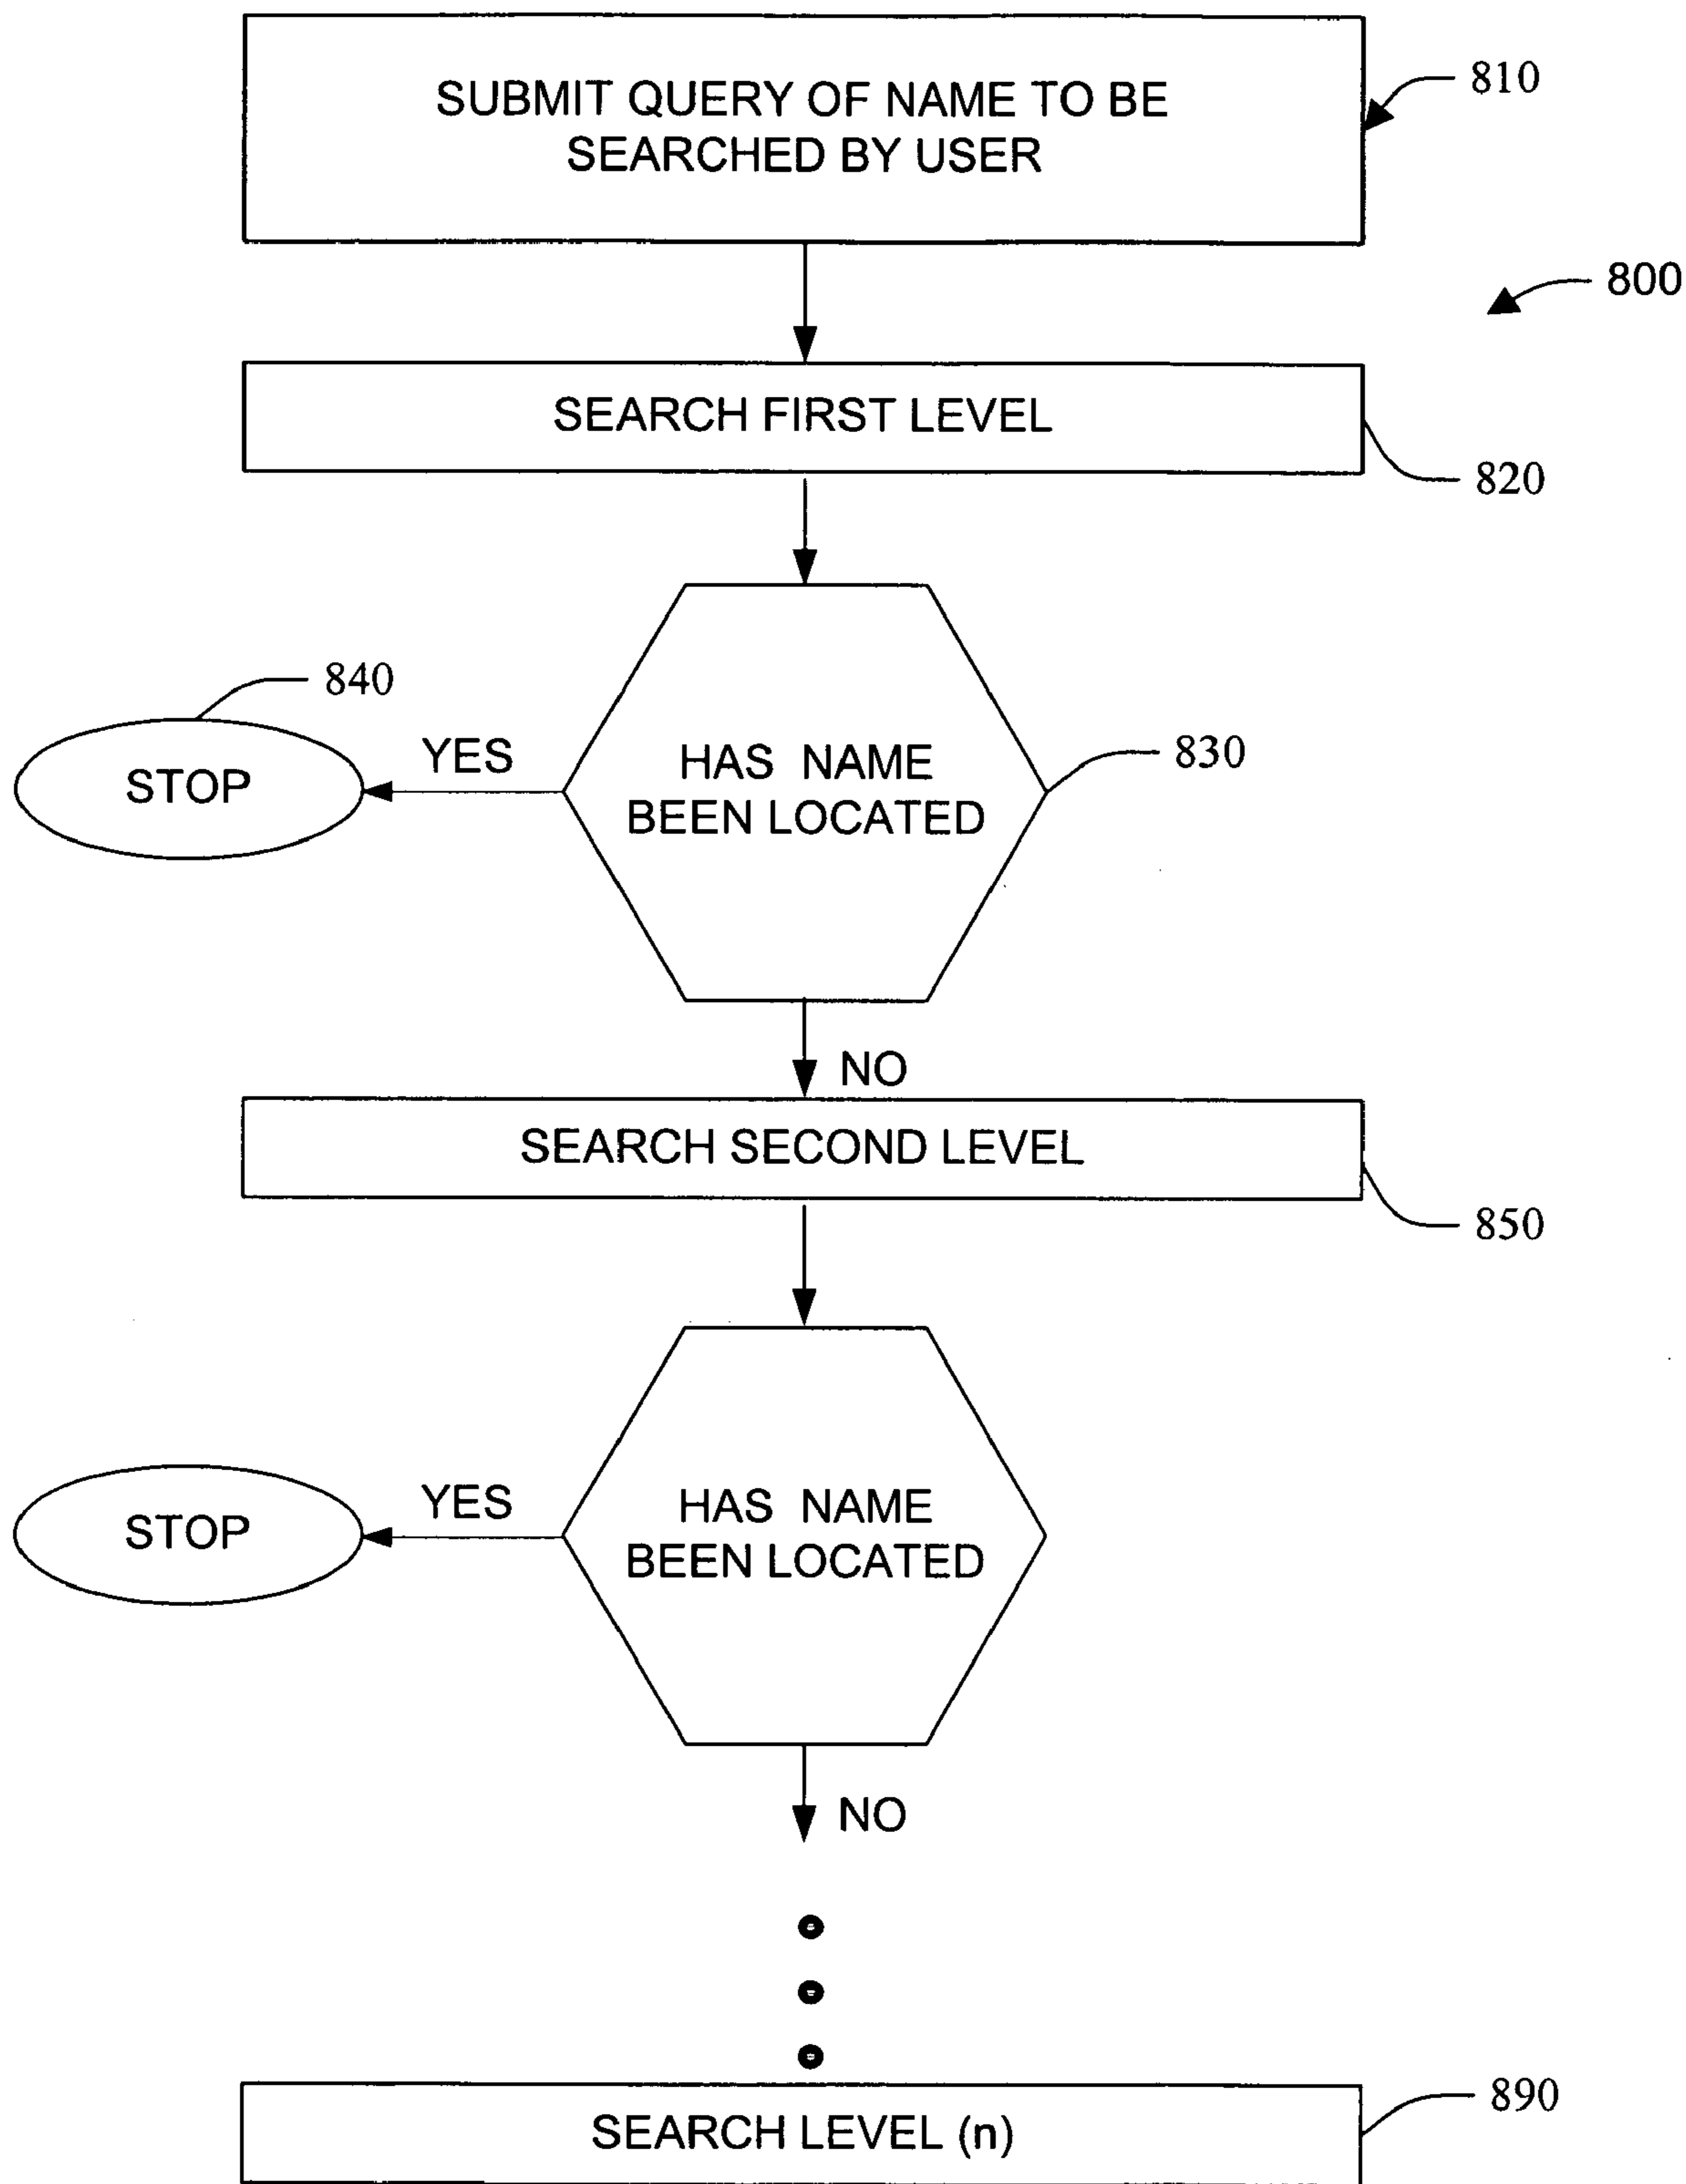 SUBMIT QUERY OF NAME TO BE
SEARCHED BY USER
810
800
SEARCH FIRST LEVEL
820
840
STOP
YES
HAS NAME
BEEN LOCATED
830
NO
SEARCH SECOND LEVEL
850
STOP
YES
HAS NAME
BEEN LOCATED
NO
890
SEARCH LEVEL (n)